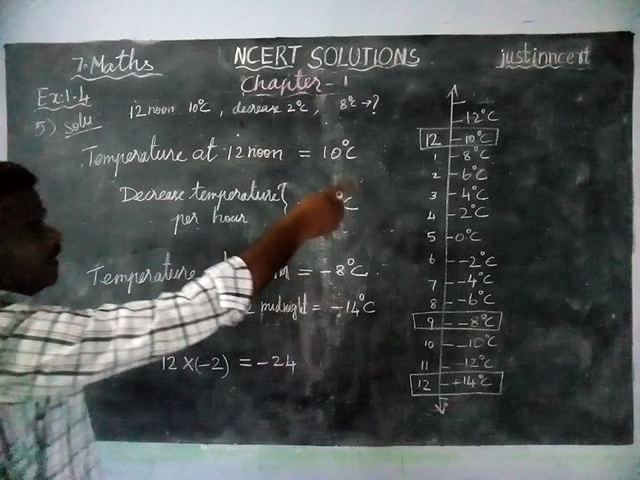 7. Maths NCERT SOLUTIONS justinncert
Chapter - 1
Ex:1.4
12 noon 10°C, decrease 2°C, 8°C →?
5) Solu
Temperature at 12 noon = 10°C
Decrease temperature}
per hour
°C
Temperature = -8°C
midnight = -14°C
12 X(-2) = -24
12°C
12 10°C
1 8°C
2 6°C
3 4°C
4 2°C
5 0°C
6 -2°C
7 -4°C
8 -6°C
9 -8°C
10 -10°C
11 -12°C
12 -14°C